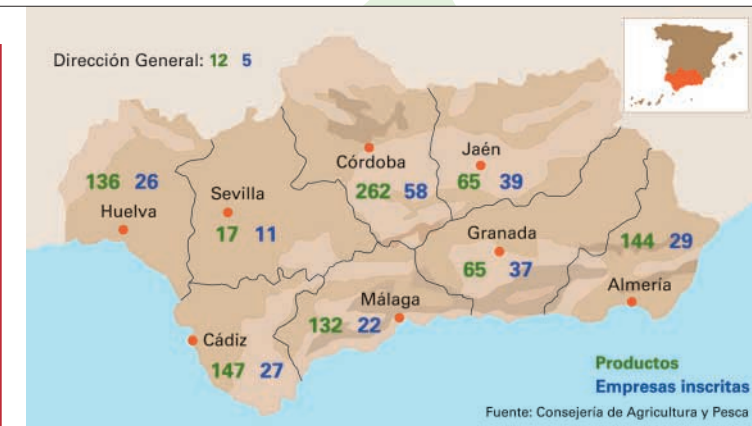 Dirección General: 12 5
Córdoba
262 58
Jaén
65 39
136 26
Huelva
Sevilla
17 11
Granada
65 37
144 29
Almería
Málaga
132 22
Cádiz
147 27
Productos
Empresas inscritas
Fuente: Consejería de Agricultura y Pesca